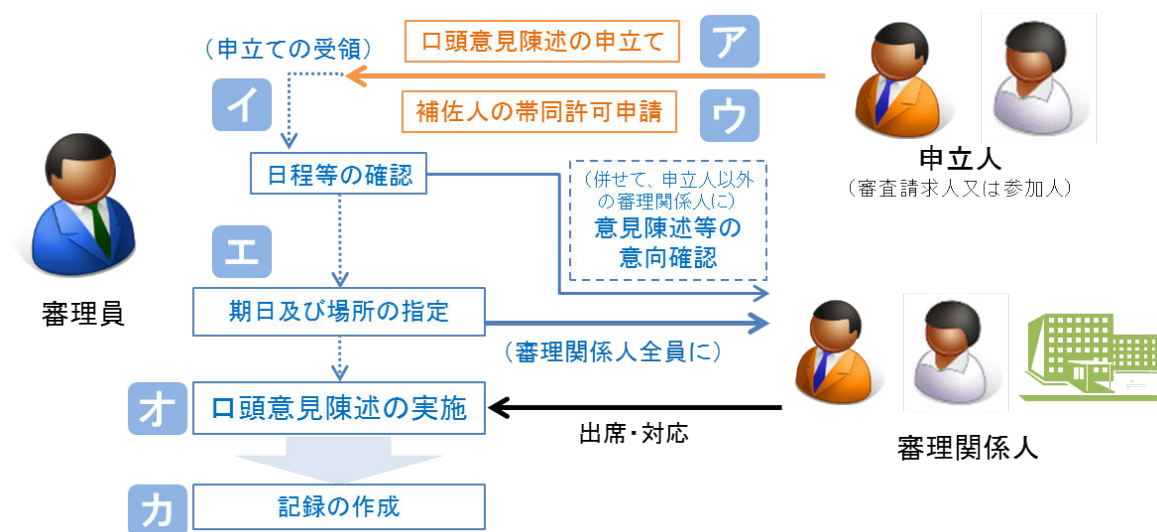 口頭意見陳述の申立て
ア
(申立ての受領)
イ
補佐人の帯同許可申請
ウ
申立人
(審査請求人又は参加人)
日程等の確認
(併せて、申立人以外
の審理関係人に)
意見陳述等の
意向確認
審理員
エ
期日及び場所の指定
(審理関係人全員に)
オ
口頭意見陳述の実施
出席・対応
審理関係人
カ
記録の作成